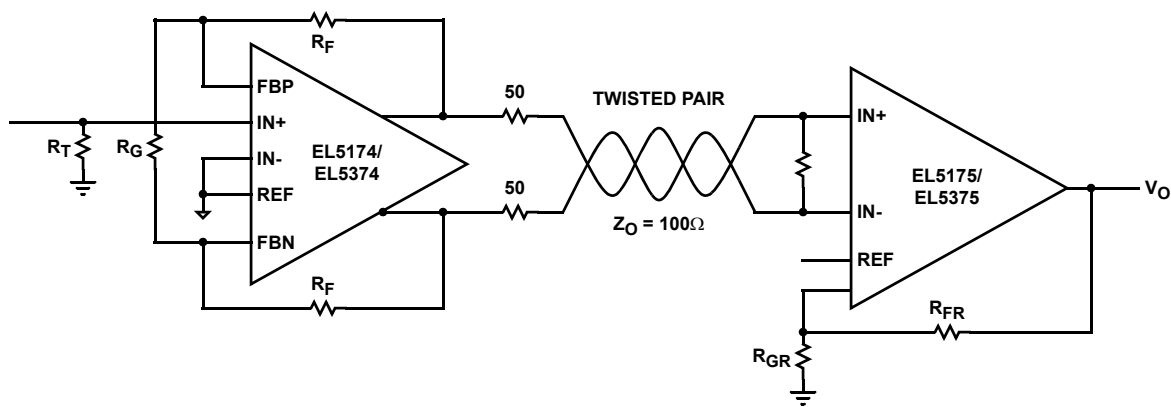 R_F
50
TWISTED PAIR
FBP
IN+
IN+
R_T
R_G
IN-
EL5174/
EL5374
EL5175/
EL5375
V_O
REF
50
IN-
Z_O = 100Ω
FBN
REF
R_F
R_FR
R_GR